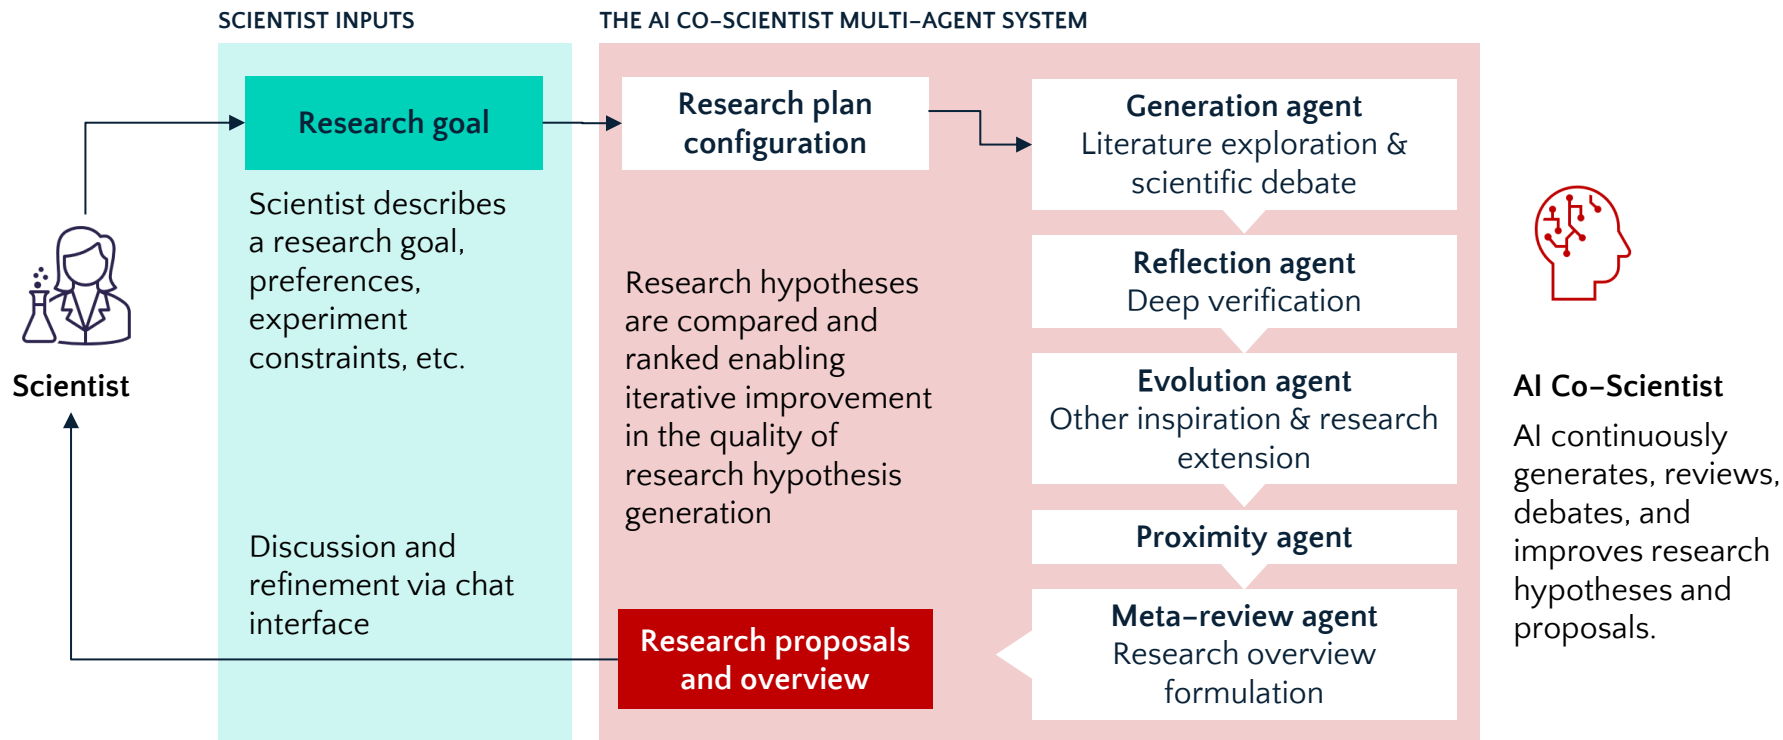 SCIENTIST INPUTS
THE AI CO-SCIENTIST MULTI-AGENT SYSTEM
Research goal
Scientist describes
a research goal,
preferences,
experiment
constraints, etc.
Discussion and
refinement via chat
interface
Scientist
Research plan
configuration
Research hypotheses
are compared and
ranked enabling
iterative improvement
in the quality of
research hypothesis
generation
Research proposals
and overview
Generation agent
Literature exploration &
scientific debate
Reflection agent
Deep verification
Evolution agent
Other inspiration & research
extension
Proximity agent
Meta-review agent
Research overview
formulation
AI Co-Scientist
AI continuously
generates, reviews,
debates, and
improves research
hypotheses and
proposals.